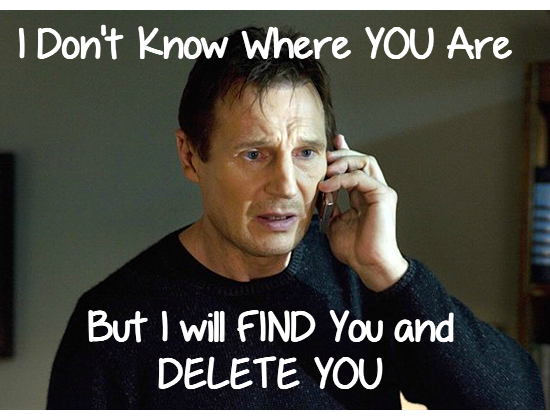 I Don't Know Where YOU Are
But I will FIND You and
DELETE YOU